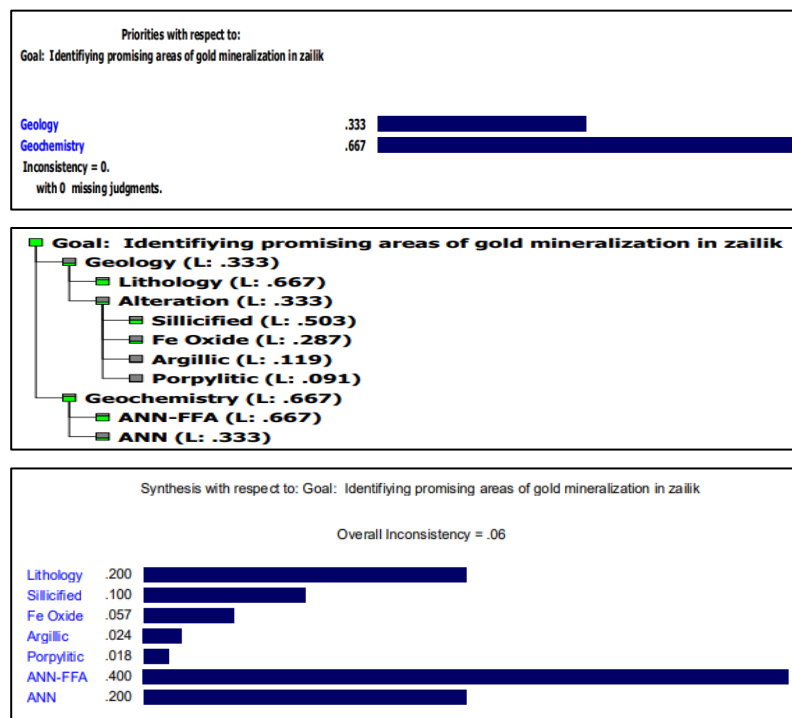 Priorities with respect to:
Goal: Identifiying promising areas of gold mineralization in zailik
Geology .333
Geochemistry .667
Inconsistency = 0.
with 0 missing judgments.
Goal: Identifiying promising areas of gold mineralization in zailik
Geology (L: .333)
Lithology (L: .667)
Alteration (L: .333)
Sillicified (L: .503)
Fe Oxide (L: .287)
Argillic (L: .119)
Porpylitic (L: .091)
Geochemistry (L: .667)
ANN-FFA (L: .667)
ANN (L: .333)
Synthesis with respect to: Goal: Identifiying promising areas of gold mineralization in zailik
Overall Inconsistency = .06
Lithology .200
Sillicified .100
Fe Oxide .057
Argillic .024
Porpylitic .018
ANN-FFA .400
ANN .200